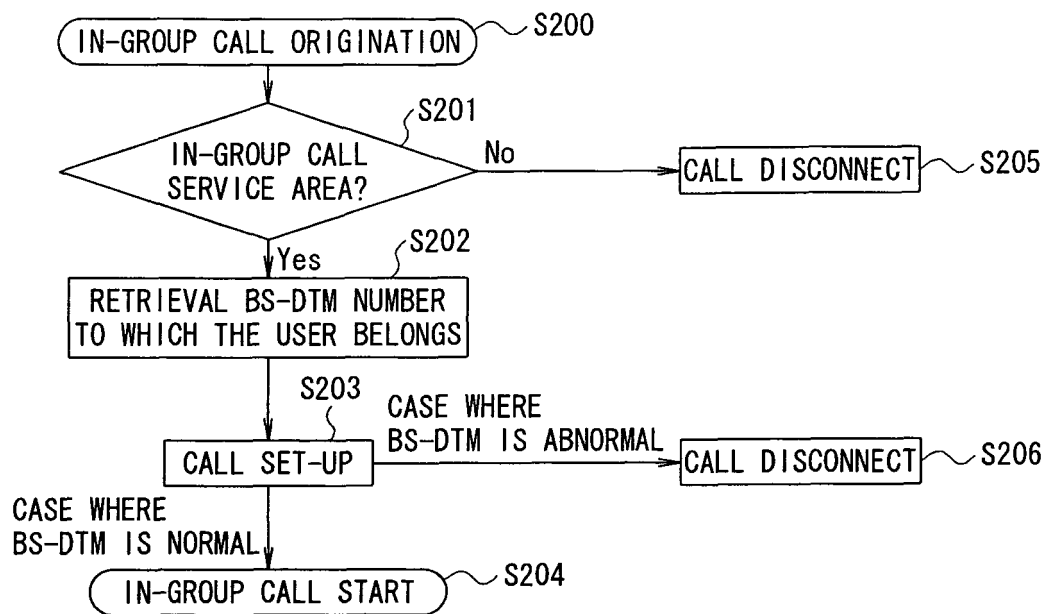 IN-GROUP CALL ORIGINATION
S200
S201
IN-GROUP CALL
SERVICE AREA?
No
CALL DISCONNECT
S205
Yes
S202
RETRIEVAL BS-DTM NUMBER
TO WHICH THE USER BELONGS
S203
CALL SET-UP
CASE WHERE
BS-DTM IS ABNORMAL
CALL DISCONNECT
S206
CASE WHERE
BS-DTM IS NORMAL
IN-GROUP CALL START
S204